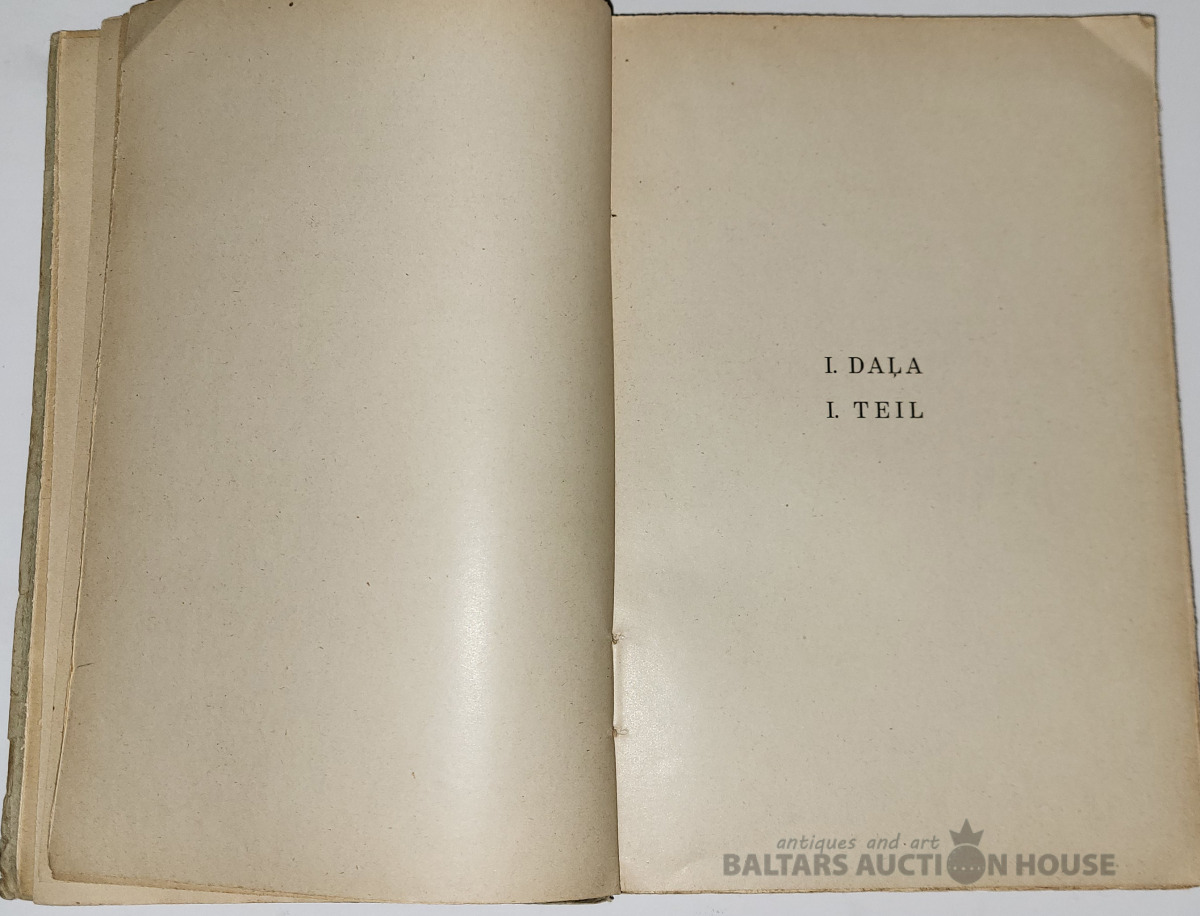 I. DAĻA
I. TEIL
antiques and art
BALTARS AUCTION HOUSE